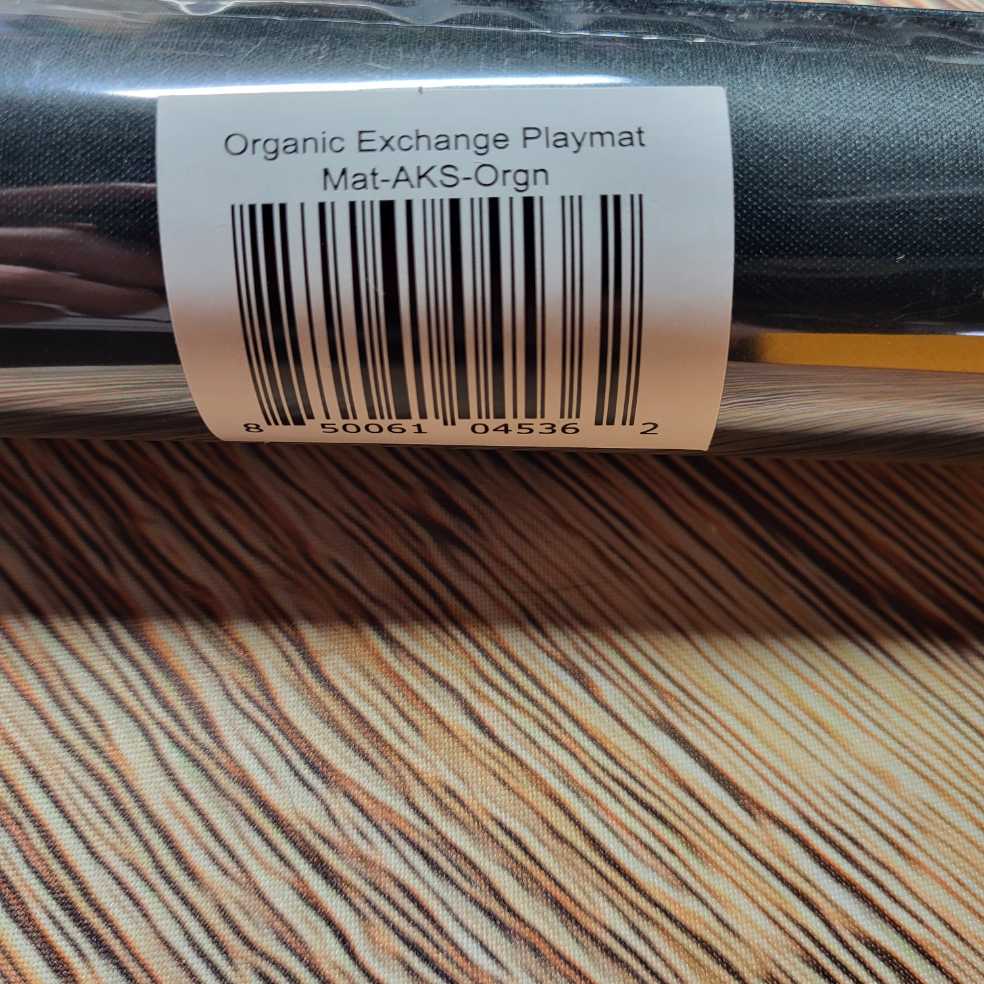 Organic Exchange Playmat
Mat-AKS-Orgn
8 50061 04536 2